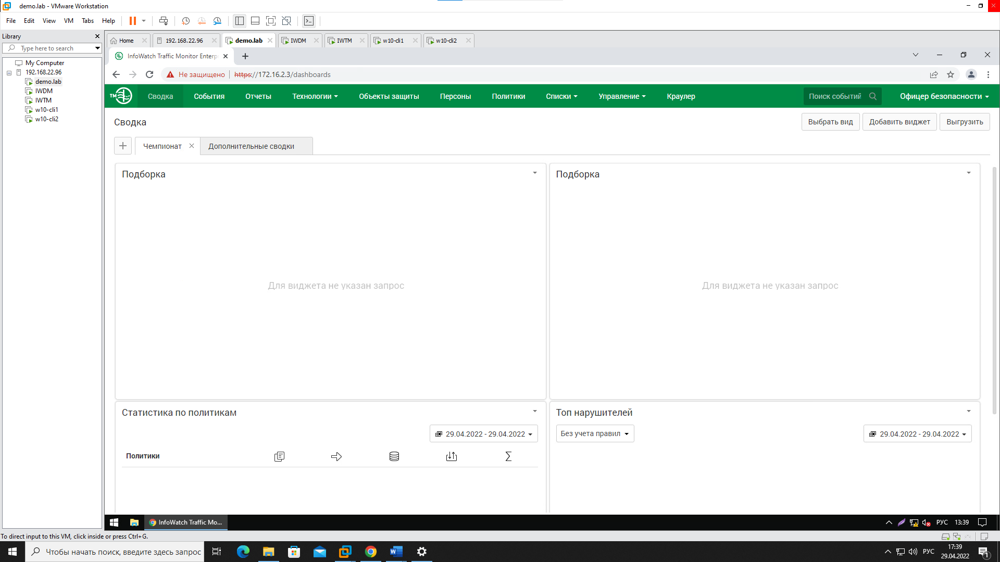 demo.lab - VMware Workstation
File Edit View VM Tabs Help
Library
Type here to search
My Computer
192.168.22.96
demo.lab
IWDM
IWTM
w10-cli1
w10-cli2
Home 192.168.22.96 demo.lab IWDM IWTM w10-cli1 w10-cli2
InfoWatch Traffic Monitor Enterp
Не защищено https://172.16.2.3/dashboards
TM Сводка События Отчеты Технологии Объекты защиты Персоны Политики Списки Управление Краулер Поиск событий Офицер безопасности
Сводка
Выбрать вид Добавить виджет Выгрузить
Чемпионат Дополнительные сводки
Подборка
Для виджета не указан запрос
Подборка
Для виджета не указан запрос
Статистика по политикам
29.04.2022 - 29.04.2022
Политики
Топ нарушителей
Без учета правил 29.04.2022 - 29.04.2022
InfoWatch Traffic Mo...
РУС 13:39
To direct input to this VM, click inside or press Ctrl+G.
Чтобы начать поиск, введите здесь запрос
РУС
17:39
29.04.2022
1